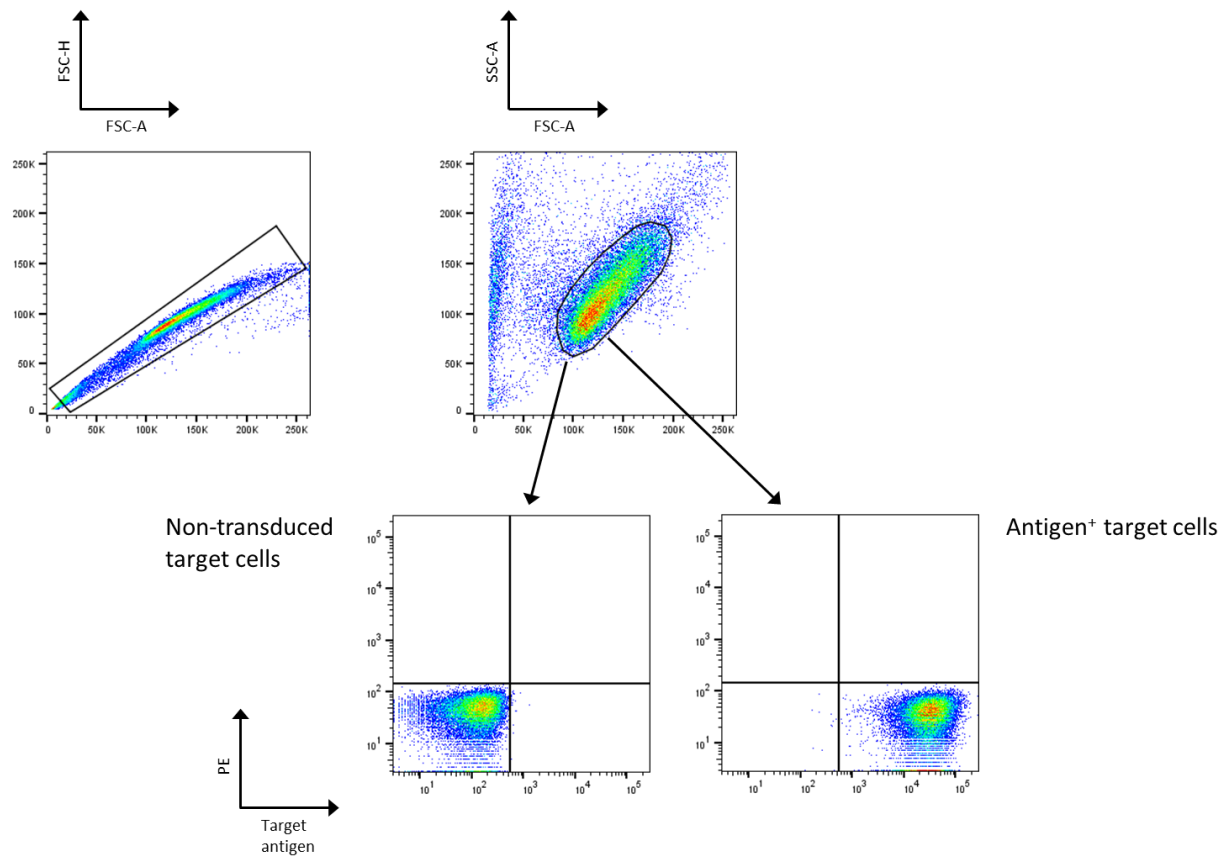 FSC-H
FSC-A
SSC-A
FSC-A
250K
200K
150K
100K
50K
0
0 50K 100K 150K 200K 250K
250K
200K
150K
100K
50K
0
0 50K 100K 150K 200K 250K
Non-transduced
target cells
10⁵
10⁴
10³
10²
10¹
10¹ 10² 10³ 10⁴ 10⁵
10⁵
10⁴
10³
10²
10¹
10¹ 10² 10³ 10⁴ 10⁵
Antigen⁺ target cells
PE
Target
antigen